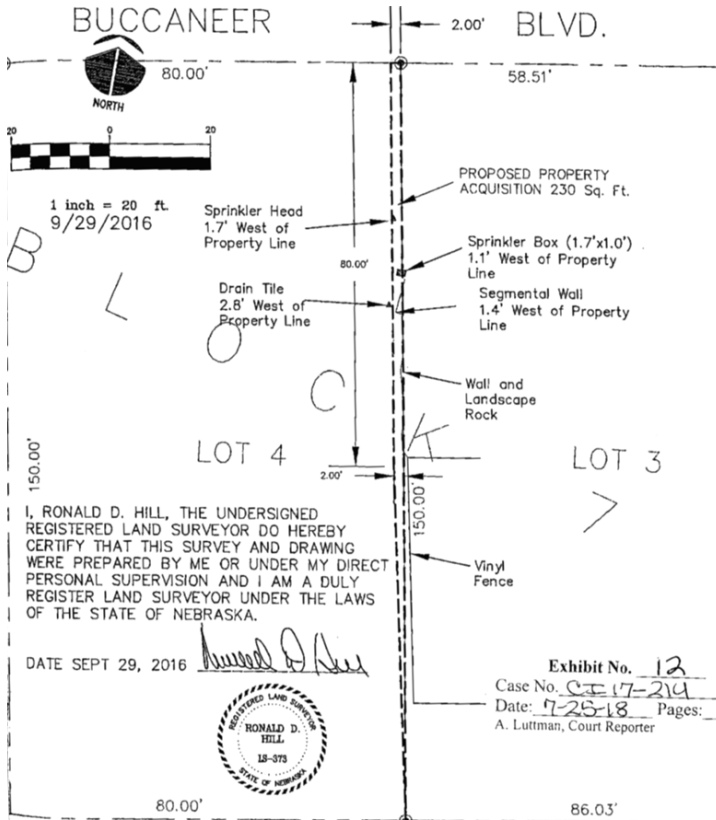 BUCCANEER
BLVD.
2.00'
80.00'
58.51'
NORTH
20 0 20
1 inch = 20 ft.
9/29/2016
PROPOSED PROPERTY
ACQUISITION 230 Sq. Ft.
Sprinkler Head
1.7' West of
Property Line
Sprinkler Box (1.7'x1.0')
1.1' West of Property
Line
80.00'
Drain Tile
2.8' West of
Property Line
Segmental Wall
1.4' West of Property
Line
BLOCK 7
Wall and
Landscape
Rock
LOT 4
LOT 3
2.00'
150.00'
150.00'
Vinyl
Fence
I, RONALD D. HILL, THE UNDERSIGNED
REGISTERED LAND SURVEYOR DO HEREBY
CERTIFY THAT THIS SURVEY AND DRAWING
WERE PREPARED BY ME OR UNDER MY DIRECT
PERSONAL SUPERVISION AND I AM A DULY
REGISTER LAND SURVEYOR UNDER THE LAWS
OF THE STATE OF NEBRASKA.
DATE SEPT 29, 2016
REGISTERED LAND SURVEYOR
RONALD D.
HILL
LS-373
STATE OF NEBRASKA
Exhibit No. 12
Case No. CI 17-214
Date: 7-25-18 Pages:
A. Luttman, Court Reporter
80.00'
86.03'